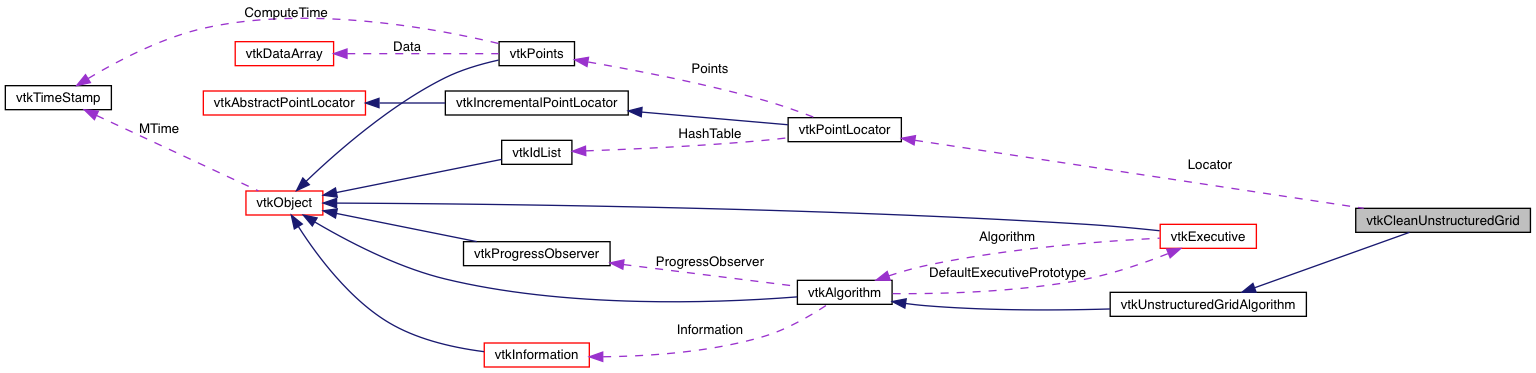 ComputeTime
vtkDataArray
Data
vtkPoints
Points
vtkTimeStamp
vtkAbstractPointLocator
vtkIncrementalPointLocator
MTime
HashTable
vtkPointLocator
vtkIdList
Locator
vtkObject
vtkCleanUnstructuredGrid
Algorithm
vtkExecutive
vtkProgressObserver
ProgressObserver
DefaultExecutivePrototype
vtkAlgorithm
vtkUnstructuredGridAlgorithm
Information
vtkInformation